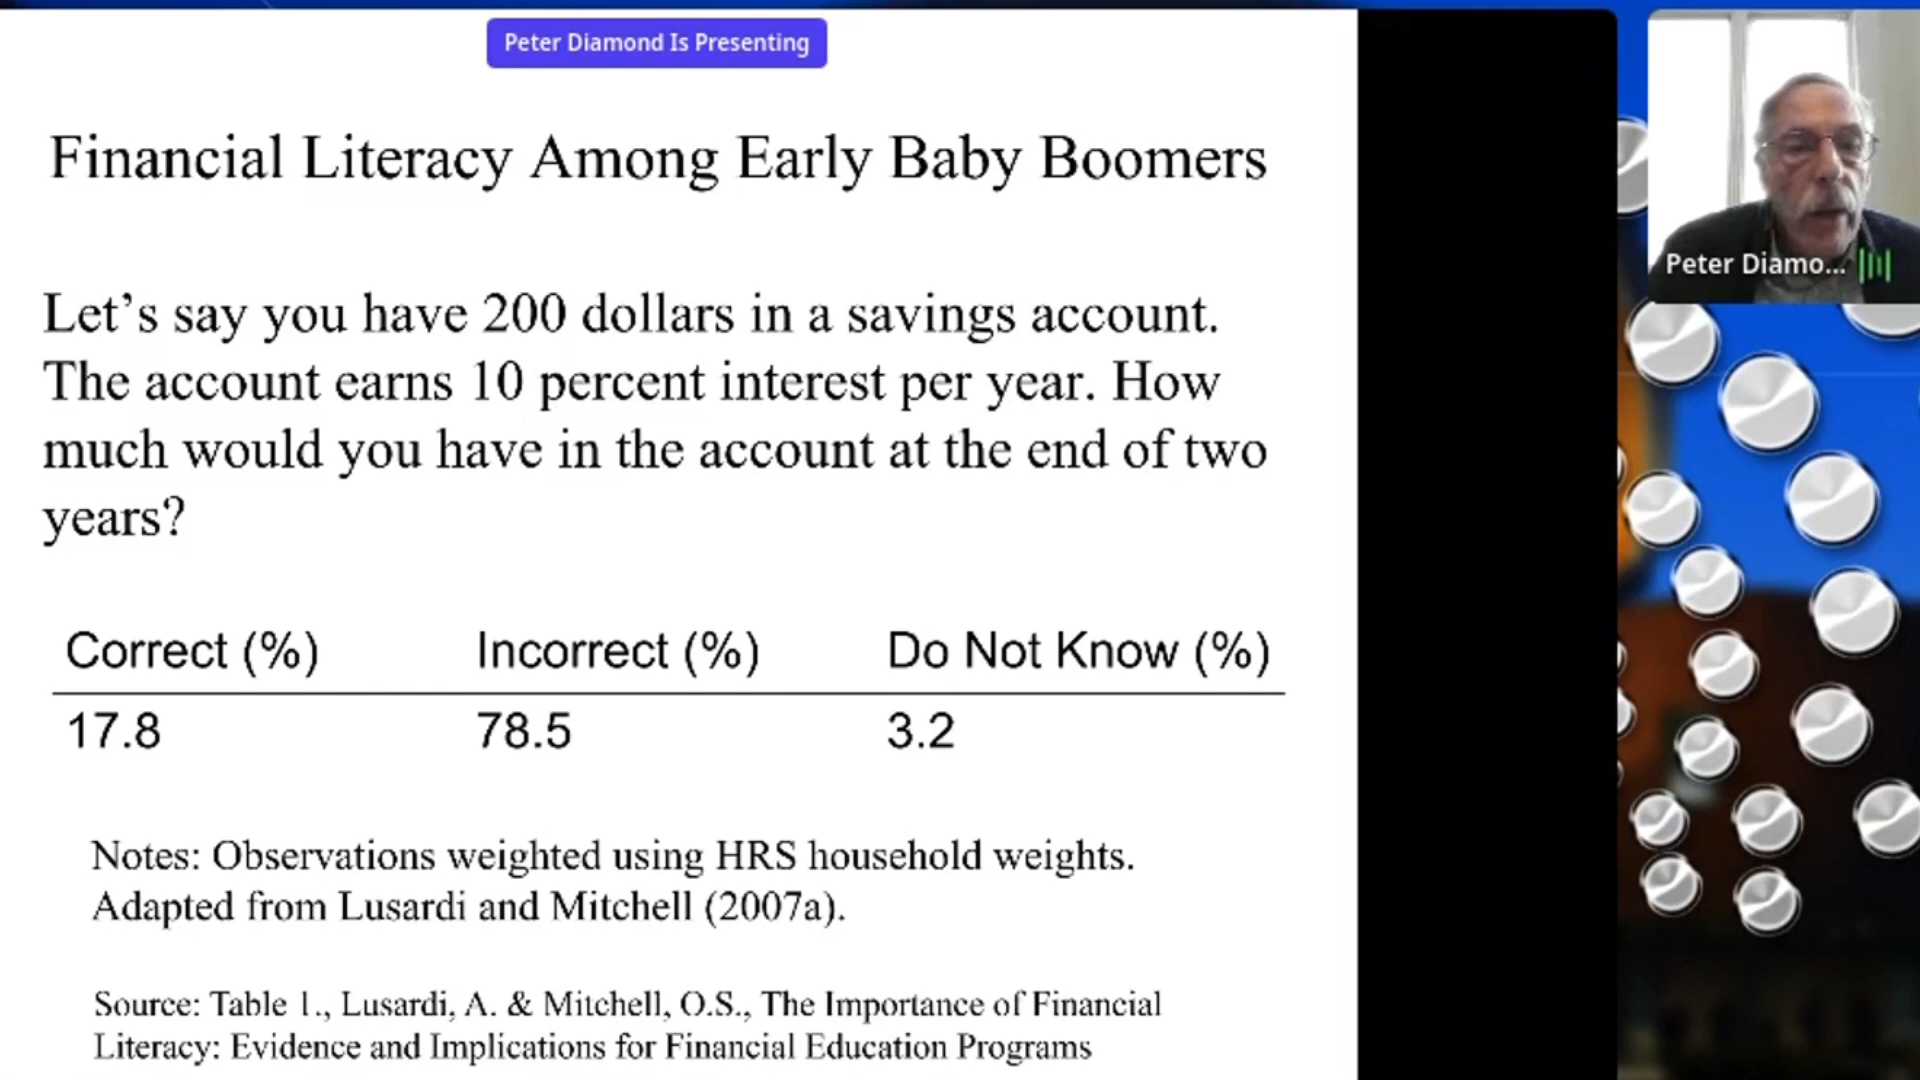 Peter Diamond Is Presenting
Financial Literacy Among Early Baby Boomers
Let’s say you have 200 dollars in a savings account.
The account earns 10 percent interest per year. How
much would you have in the account at the end of two
years?
Correct (%) Incorrect (%) Do Not Know (%)
17.8 78.5 3.2
Notes: Observations weighted using HRS household weights.
Adapted from Lusardi and Mitchell (2007a).
Source: Table 1., Lusardi, A. & Mitchell, O.S., The Importance of Financial
Literacy: Evidence and Implications for Financial Education Programs
Peter Diamo...